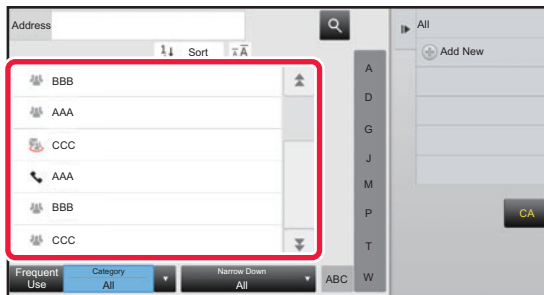 Address
All
Sort
Add New
BBB
AAA
CCC
AAA
BBB
CCC
A
D
G
J
M
P
T
W
CA
Frequent Use
Category
All
Narrow Down
All
ABC